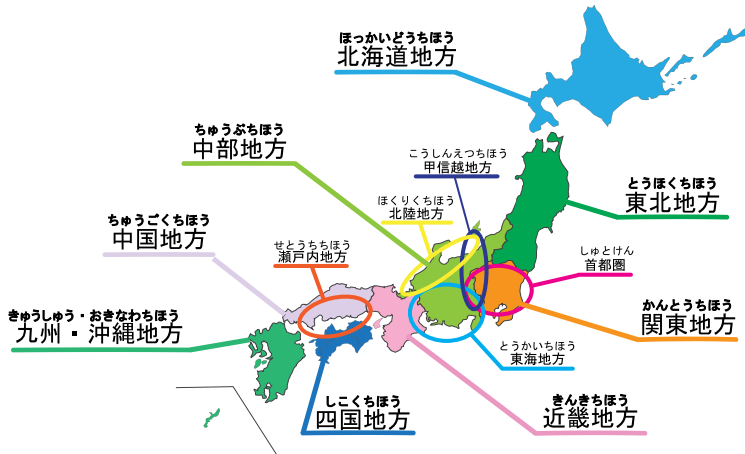 ほっかいどうちほう
北海道地方
ちゅうぶちほう
中部地方
こうしんえつちほう
甲信越地方
とうほくちほう
東北地方
ほくりくちほう
北陸地方
ちゅうごくちほう
中国地方
せとうちちほう
瀬戸内地方
しゅとけん
首都圏
きゅうしゅう・おきなわちほう
九州・沖縄地方
かんとうちほう
関東地方
とうかいちほう
東海地方
しこくちほう
四国地方
きんきちほう
近畿地方